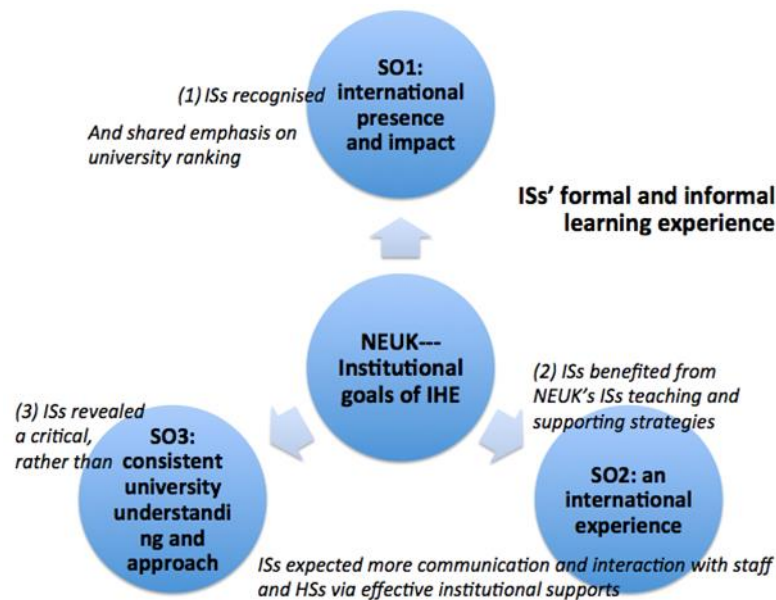 SO1:
international
presence
and impact
(1) ISs recognised
And shared emphasis on
university ranking
ISs' formal and informal
learning experience
NEUK---
Institutional
goals of IHE
(2) ISs benefited from
NEUK's ISs teaching and
supporting strategies
(3) ISs revealed
a critical,
rather than
SO3:
consistent
university
understandi
ng and
approach
SO2: an
international
experience
ISs expected more communication and interaction with staff
and HSs via effective institutional supports